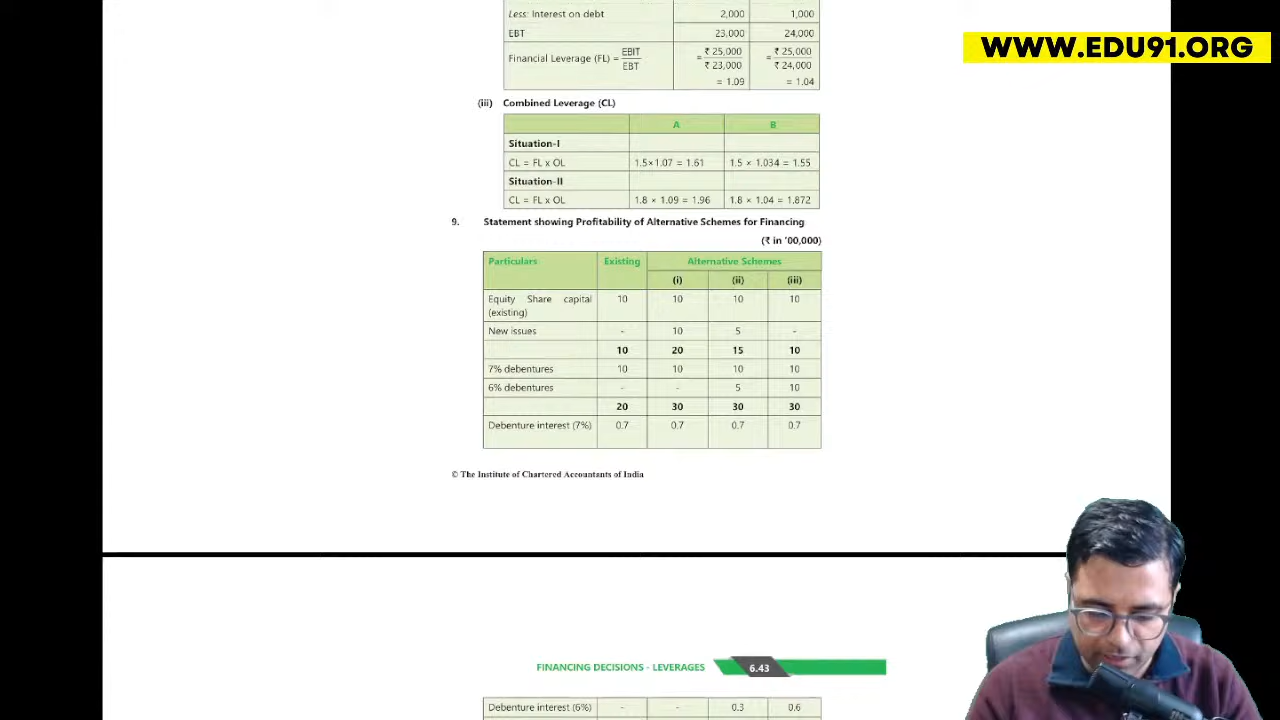 WWW.EDU91.ORG
Less: Interest on debt 2,000 1,000
EBT 23,000 24,000
Financial Leverage (FL) = EBIT / EBT = ₹ 25,000 / ₹ 23,000 = ₹ 25,000 / ₹ 24,000
= 1.09 = 1.04
(iii) Combined Leverage (CL)
A B
Situation-I
CL = FL x OL 1.5×1.07 = 1.61 1.5 × 1.034 = 1.55
Situation-II
CL = FL x OL 1.8 × 1.09 = 1.96 1.8 × 1.04 = 1.872
9. Statement showing Profitability of Alternative Schemes for Financing
(₹ in '00,000)
Particulars Existing Alternative Schemes
(i) (ii) (iii)
Equity Share capital 10 10 10 10
(existing)
New issues - 10 5 -
10 20 15 10
7% debentures 10 10 10 10
6% debentures - - 5 10
20 30 30 30
Debenture interest (7%) 0.7 0.7 0.7 0.7
© The Institute of Chartered Accountants of India
FINANCING DECISIONS - LEVERAGES 6.43
Debenture interest (6%) - - 0.3 0.6